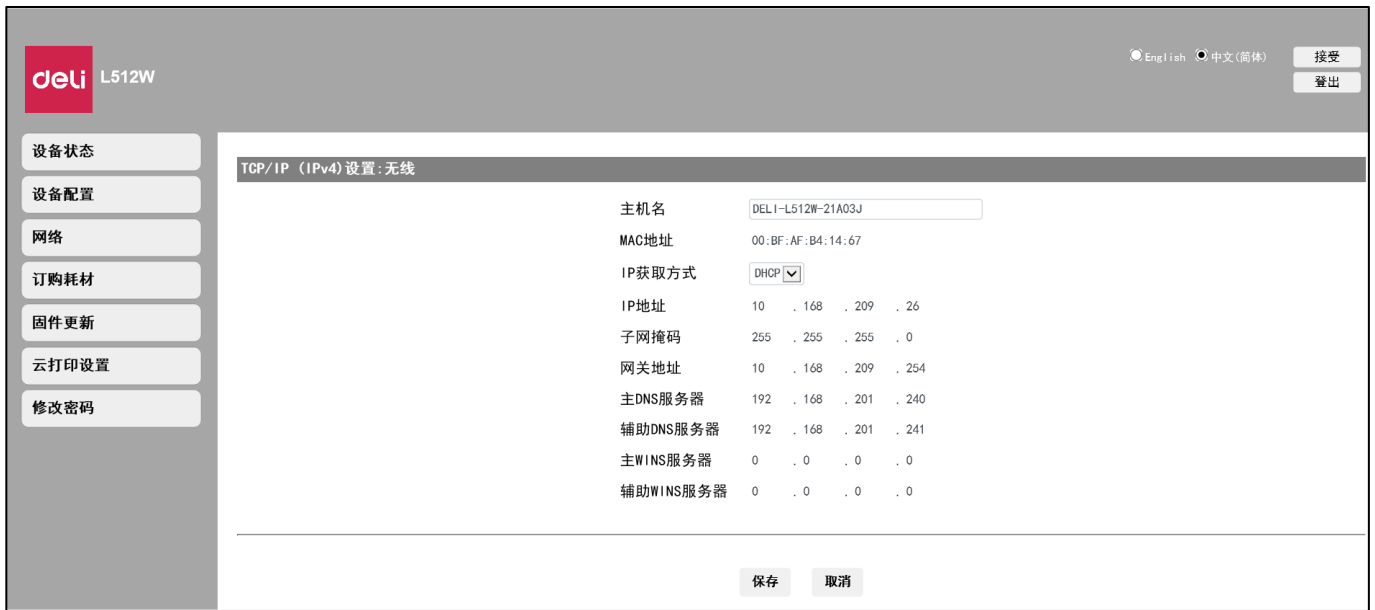 English 中文(简体) 接受
deli L512W
登出
设备状态
设备配置
网络
订购耗材
固件更新
云打印设置
修改密码
TCP/IP (IPv4)设置:无线
主机名 DELI-L512W-21A03J
MAC地址 00:BF:AF:B4:14:67
IP获取方式 DHCP
IP地址 10 . 168 . 209 . 26
子网掩码 255 . 255 . 255 . 0
网关地址 10 . 168 . 209 . 254
主DNS服务器 192 . 168 . 201 . 240
辅助DNS服务器 192 . 168 . 201 . 241
主WINS服务器 0 . 0 . 0 . 0
辅助WINS服务器 0 . 0 . 0 . 0
保存 取消